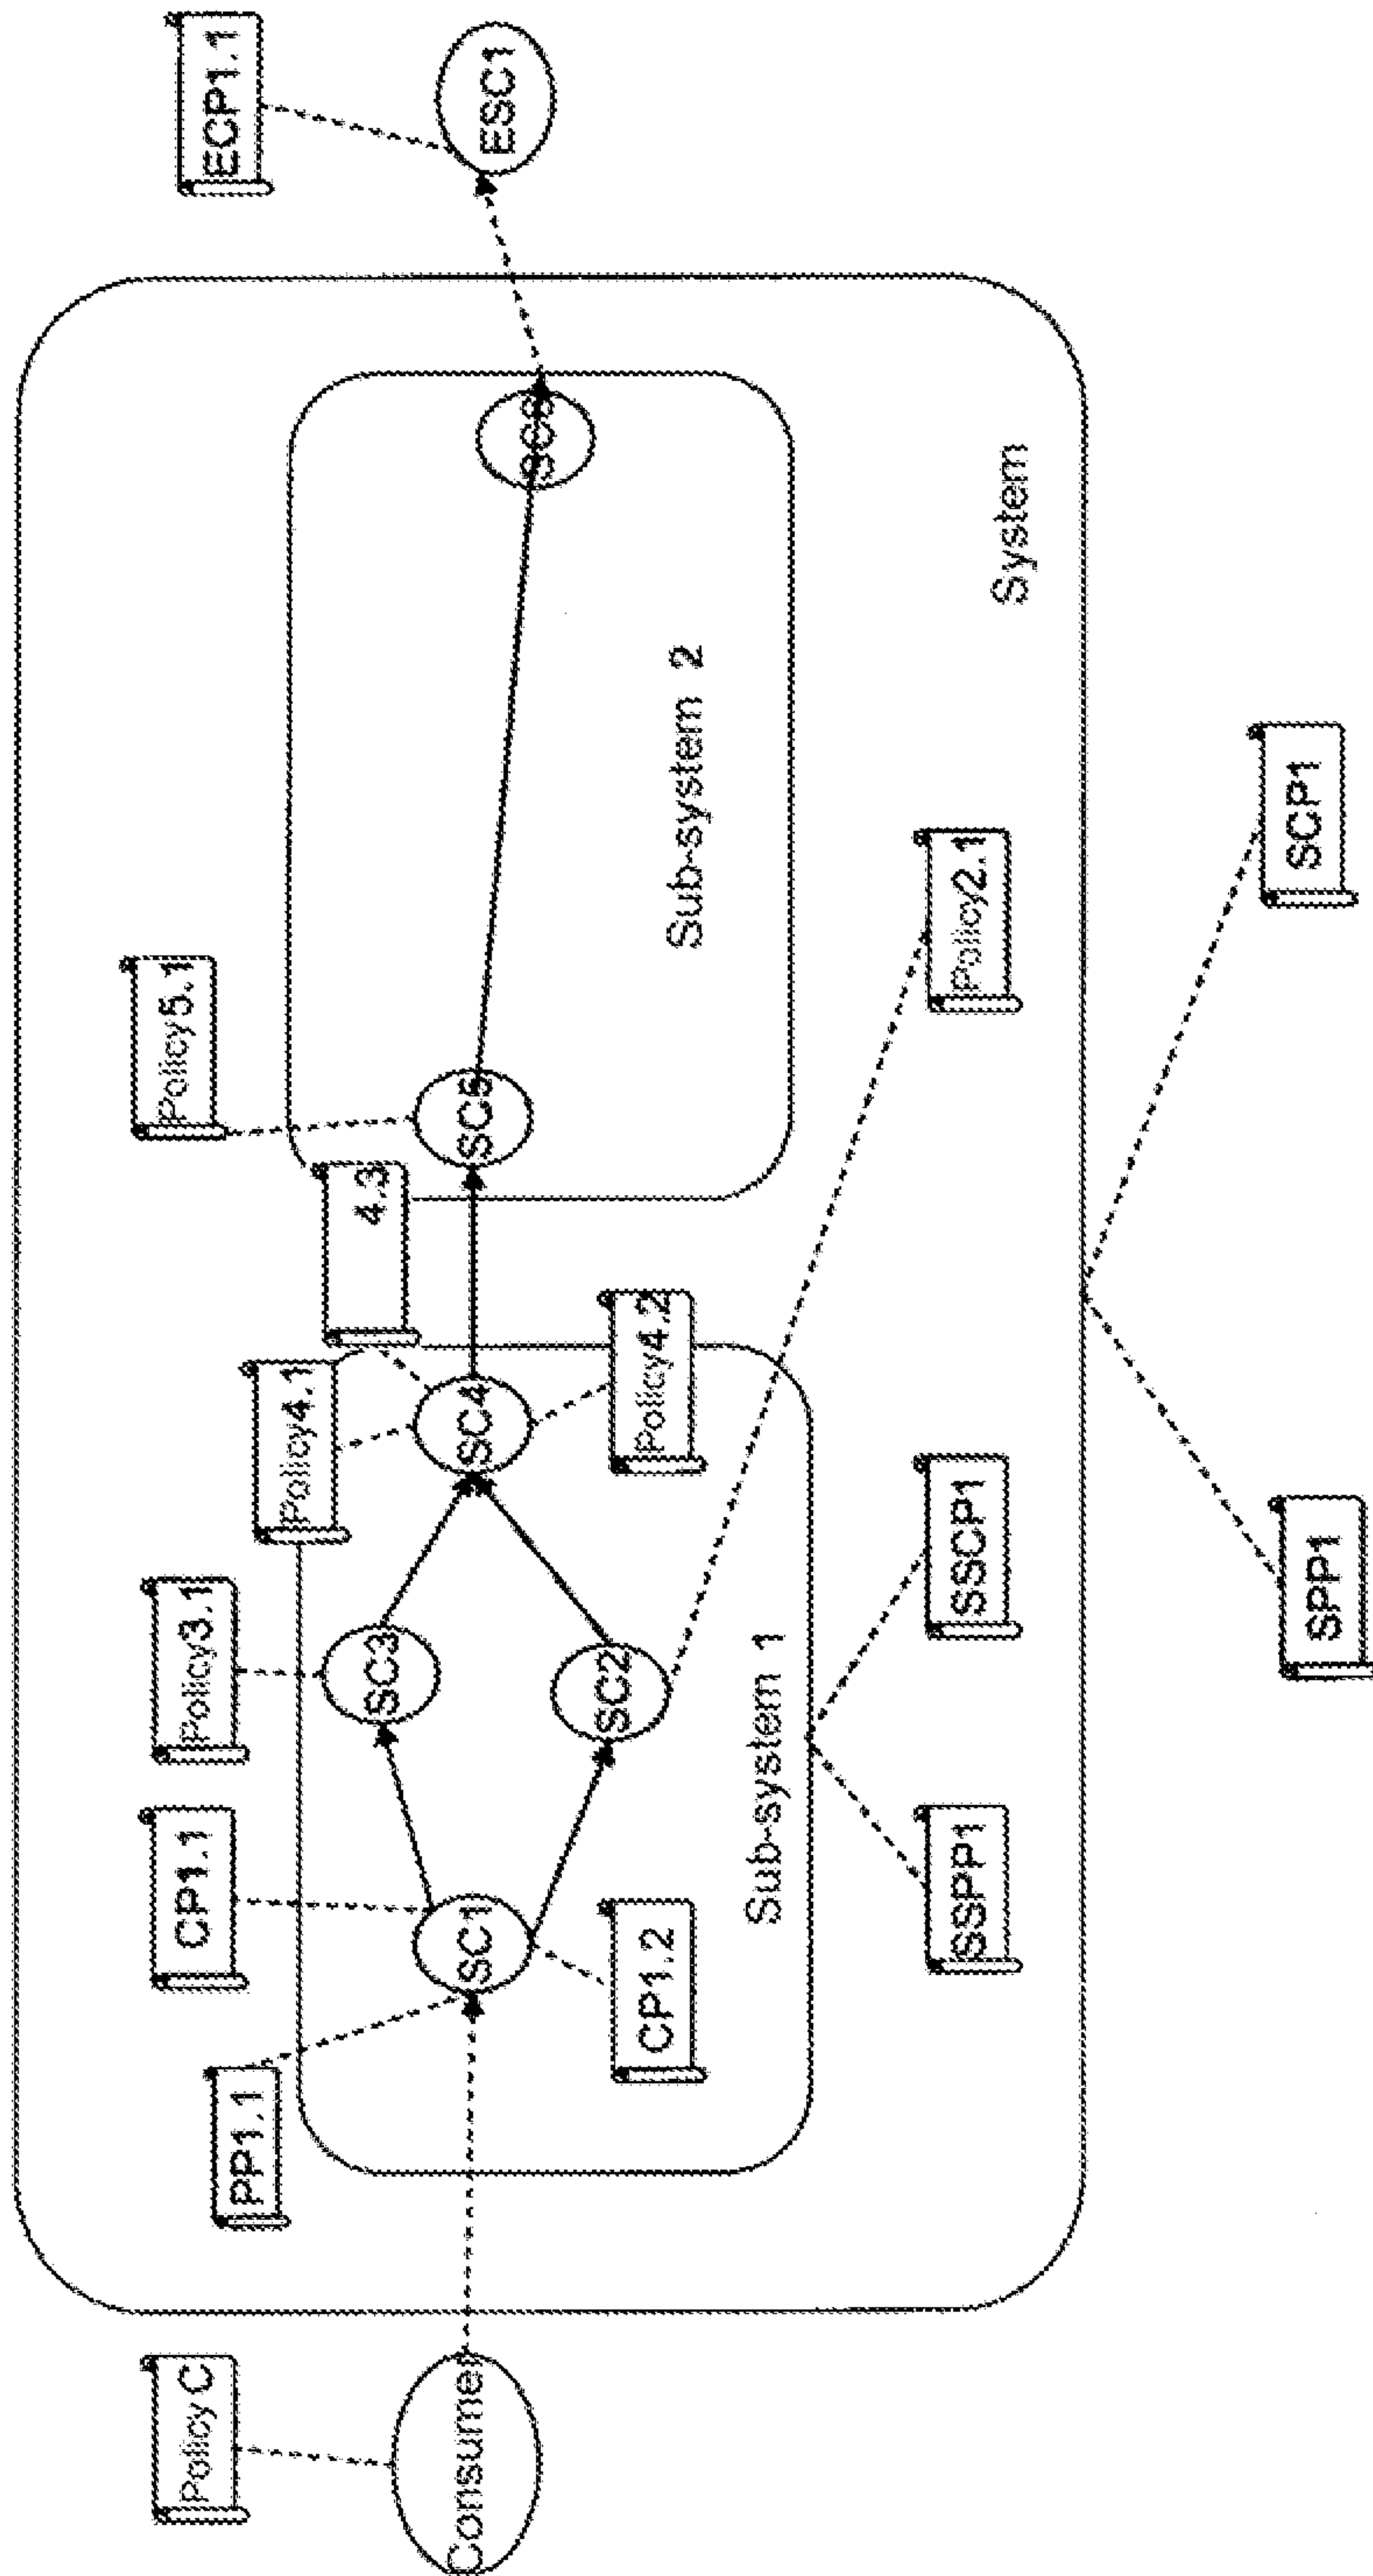 Policy C
CP1.1
Policy3.1
Policy5.1
ECP1.1
PP1.1
Policy4.1
4.3
SC3
Consumer
SC1
SC4
SC5
ESC1
SC2
CP1.2
Policy4.2
Sub-system 2
Sub-system 1
SSPP1
SSCP1
Policy2.1
System
SPP1
SCP1